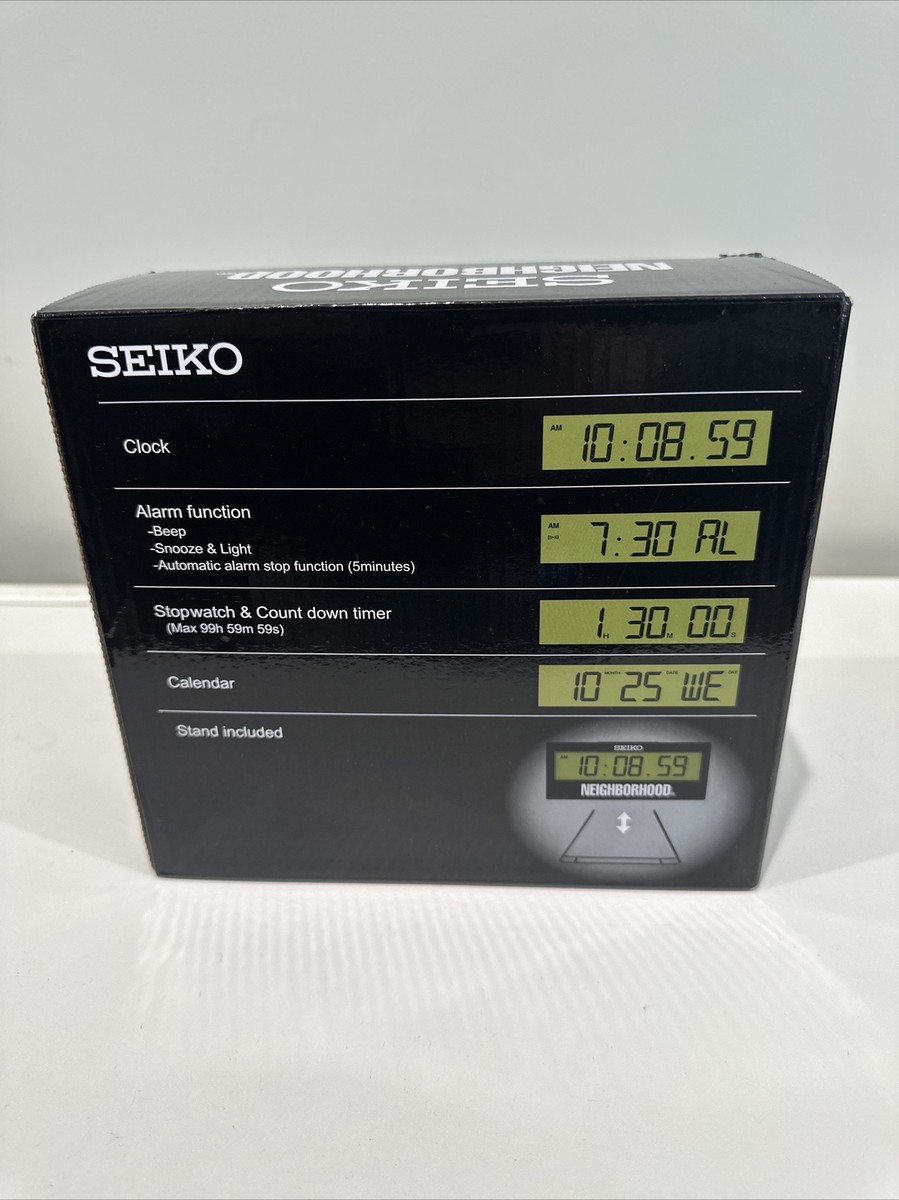 NEIGHBORHOOD
SEIKO
SEIKO
Clock
AM 10:08.59
Alarm function
-Beep
-Snooze & Light
-Automatic alarm stop function (5minutes)
AM 7:30 AL
Stopwatch & Count down timer
(Max 99h 59m 59s)
1H 30M 00S
Calendar
MONTH DATE DAY
10 25 WE
Stand included
SEIKO
AM 10:08.59
NEIGHBORHOOD